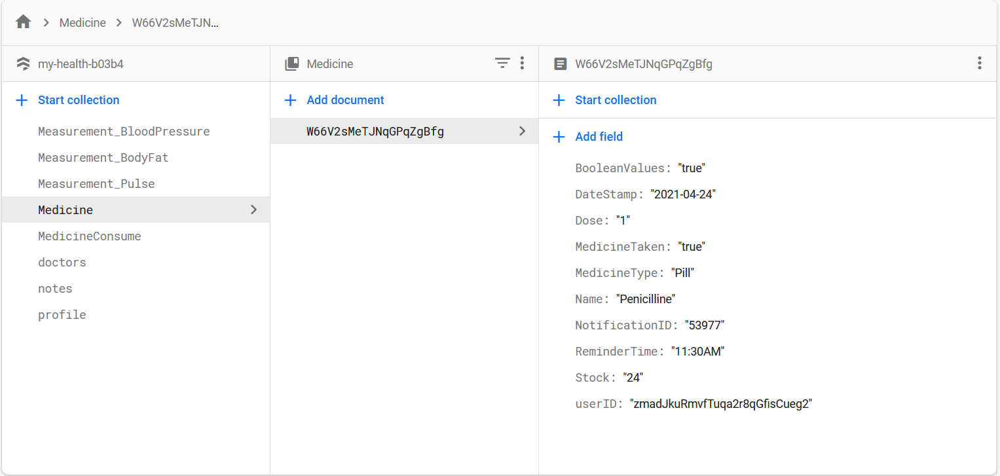 Medicine
W66V2sMeTJN...
my-health-b03b4
Start collection
Measurement_BloodPressure
Measurement_BodyFat
Measurement_Pulse
Medicine
MedicineConsume
doctors
notes
profile
Medicine
Add document
W66V2sMeTJNqGPqZgBfg
W66V2sMeTJNqGPqZgBfg
Start collection
Add field
BooleanValues: "true"
DateStamp: "2021-04-24"
Dose: "1"
MedicineTaken: "true"
MedicineType: "Pill"
Name: "Penicilline"
NotificationID: "53977"
ReminderTime: "11:30AM"
Stock: "24"
userID: "zmadJkuRmvfTuqa2r8qGfisCueg2"